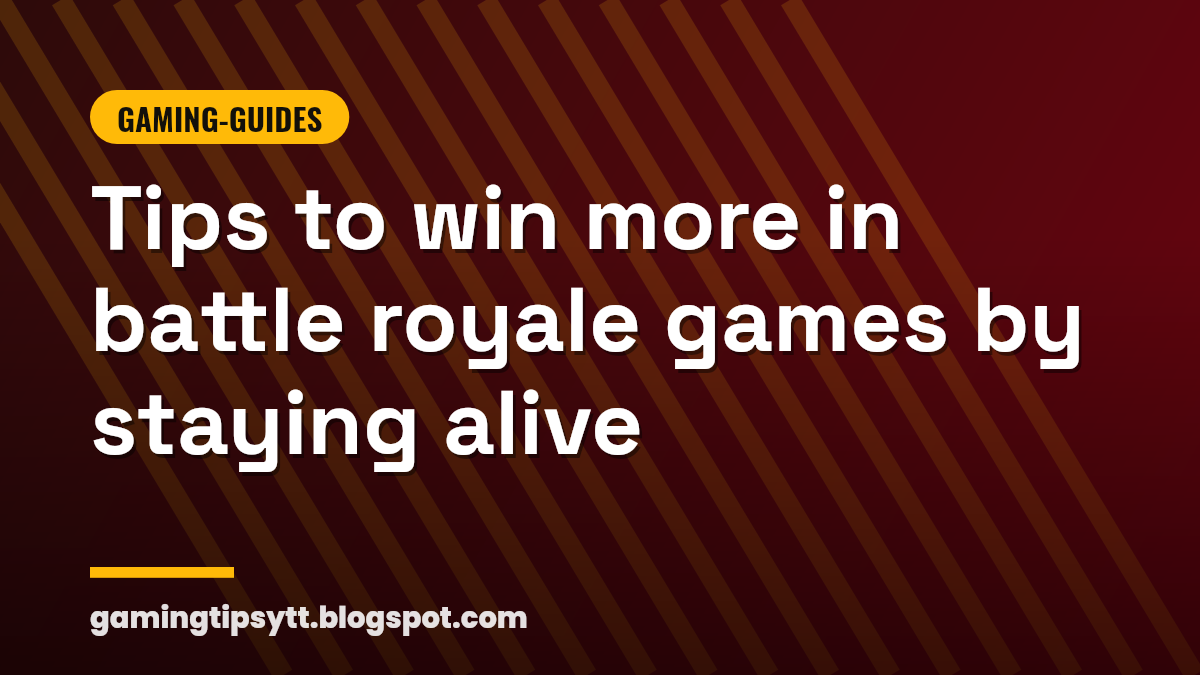 GAMING-GUIDES
Tips to win more in
battle royale games by
staying alive
gamingtipsytt.blogspot.com